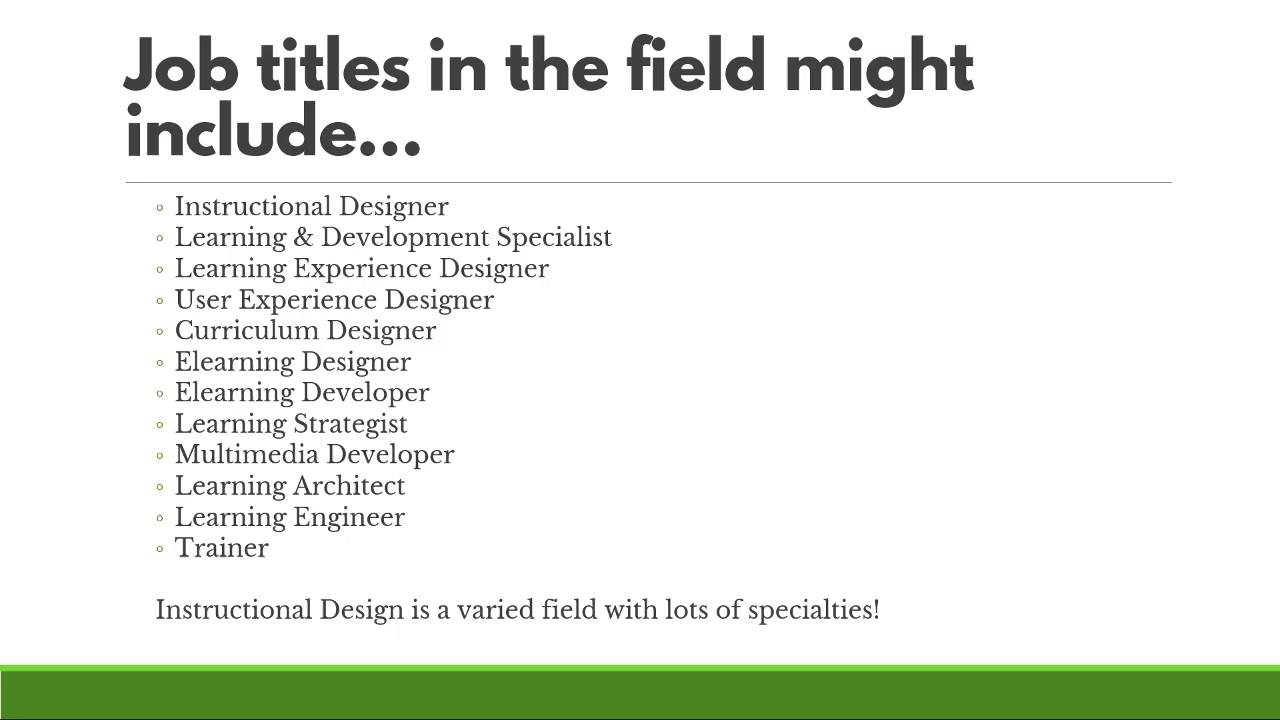 Job titles in the field might
include...
◦ Instructional Designer
◦ Learning & Development Specialist
◦ Learning Experience Designer
◦ User Experience Designer
◦ Curriculum Designer
◦ Elearning Designer
◦ Elearning Developer
◦ Learning Strategist
◦ Multimedia Developer
◦ Learning Architect
◦ Learning Engineer
◦ Trainer
Instructional Design is a varied field with lots of specialties!